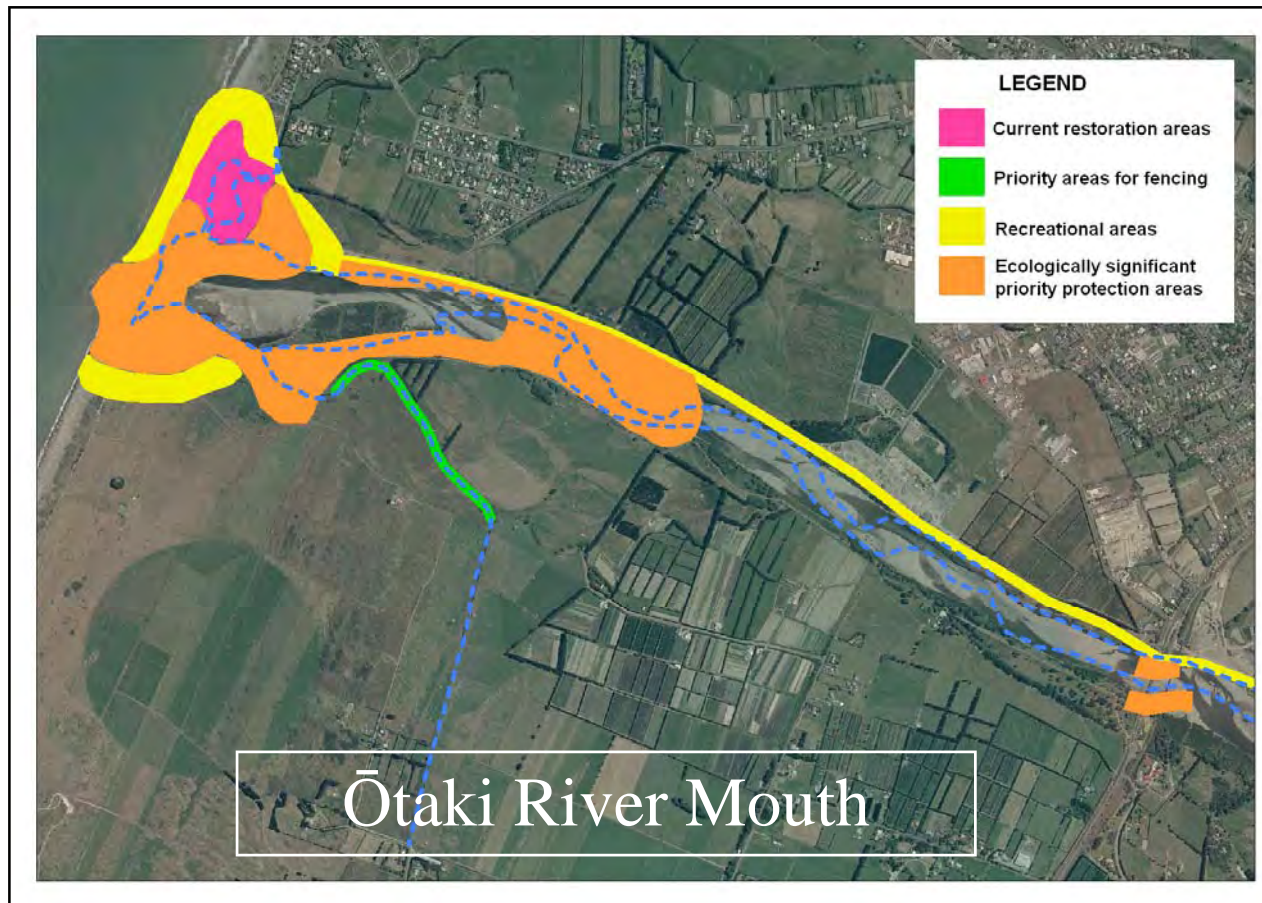 LEGEND
Current restoration areas
Priority areas for fencing
Recreational areas
Ecologically significant
priority protection areas
Ōtaki River Mouth